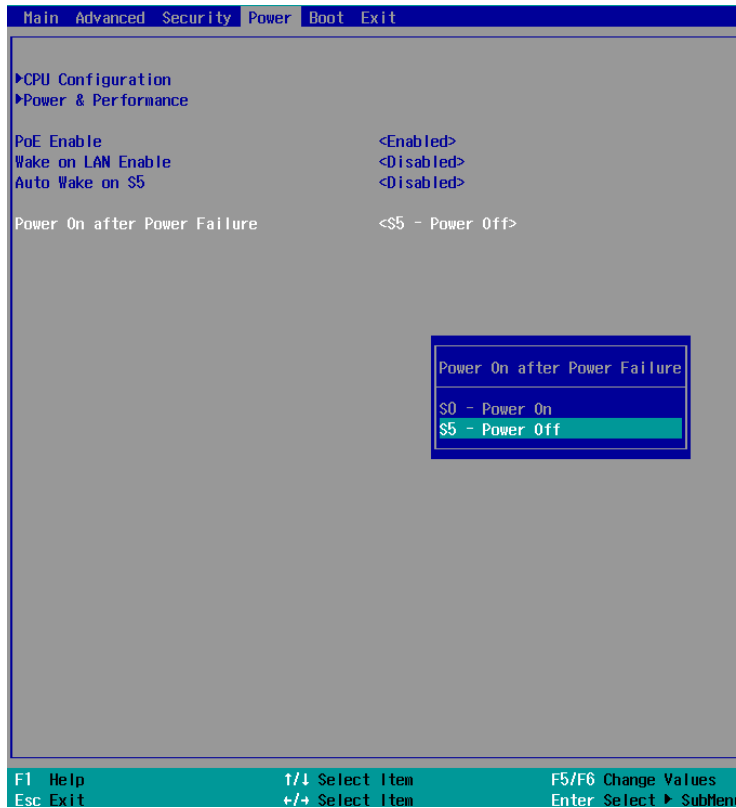 Main Advanced Security Power Boot Exit
▶CPU Configuration
▶Power & Performance
PoE Enable <Enabled>
Wake on LAN Enable <Disabled>
Auto Wake on S5 <Disabled>
Power On after Power Failure <S5 - Power Off>
Power On after Power Failure
S0 - Power On
S5 - Power Off
F1 Help ↑/↓ Select Item F5/F6 Change Values
Esc Exit ←/→ Select Item Enter Select ▶ SubMenu